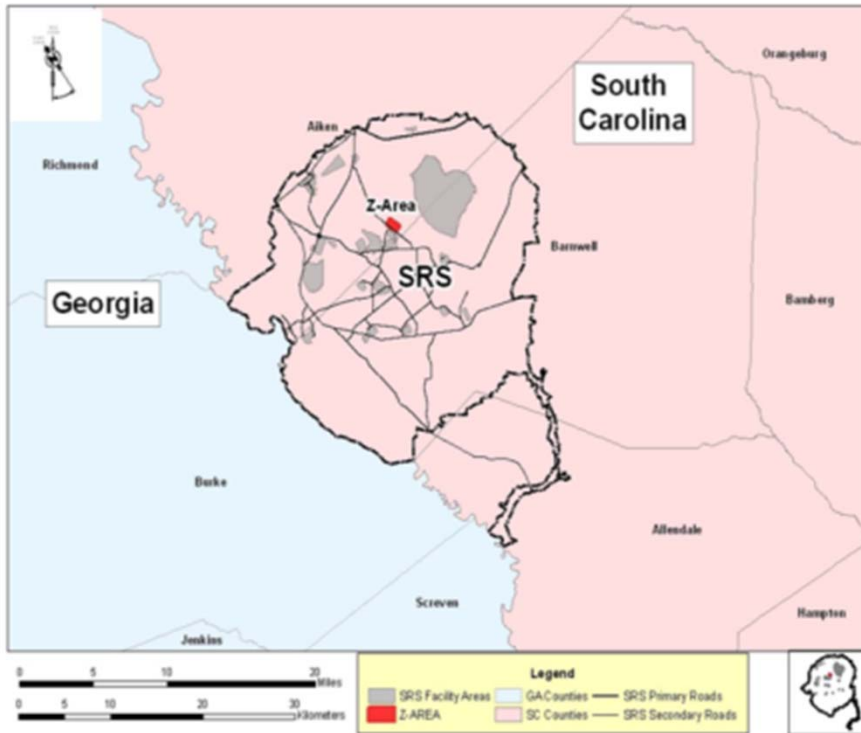 Orangeburg
South
Carolina
Aiken
Richmond
Z-Area
Barnwell
SRS
Georgia
Bamberg
Burke
Allendale
Screven
Hampton
Jenkins
0 5 10 20
Miles
0 5 10 20 30
Kilometers
Legend
SRS Facility Areas
GA Counties
SRS Primary Roads
Z-AREA
SC Counties
SRS Secondary Roads